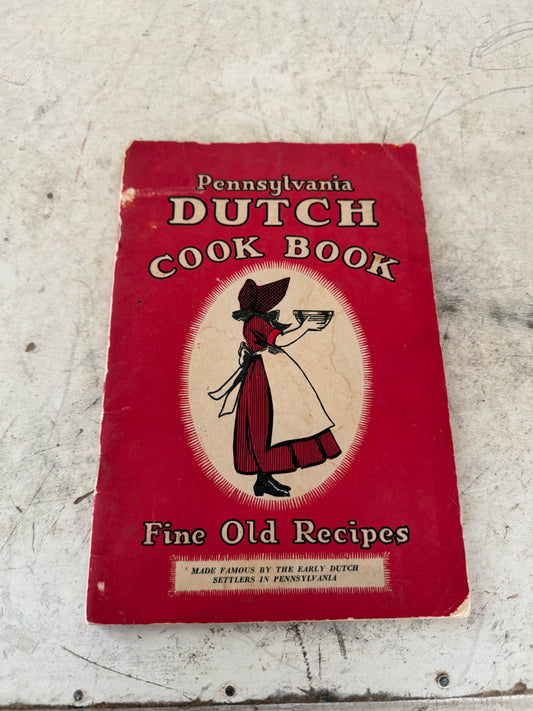 Pennsylvania
DUTCH
COOK BOOK
Fine Old Recipes
MADE FAMOUS BY THE EARLY DUTCH
SETTLERS IN PENNSYLVANIA